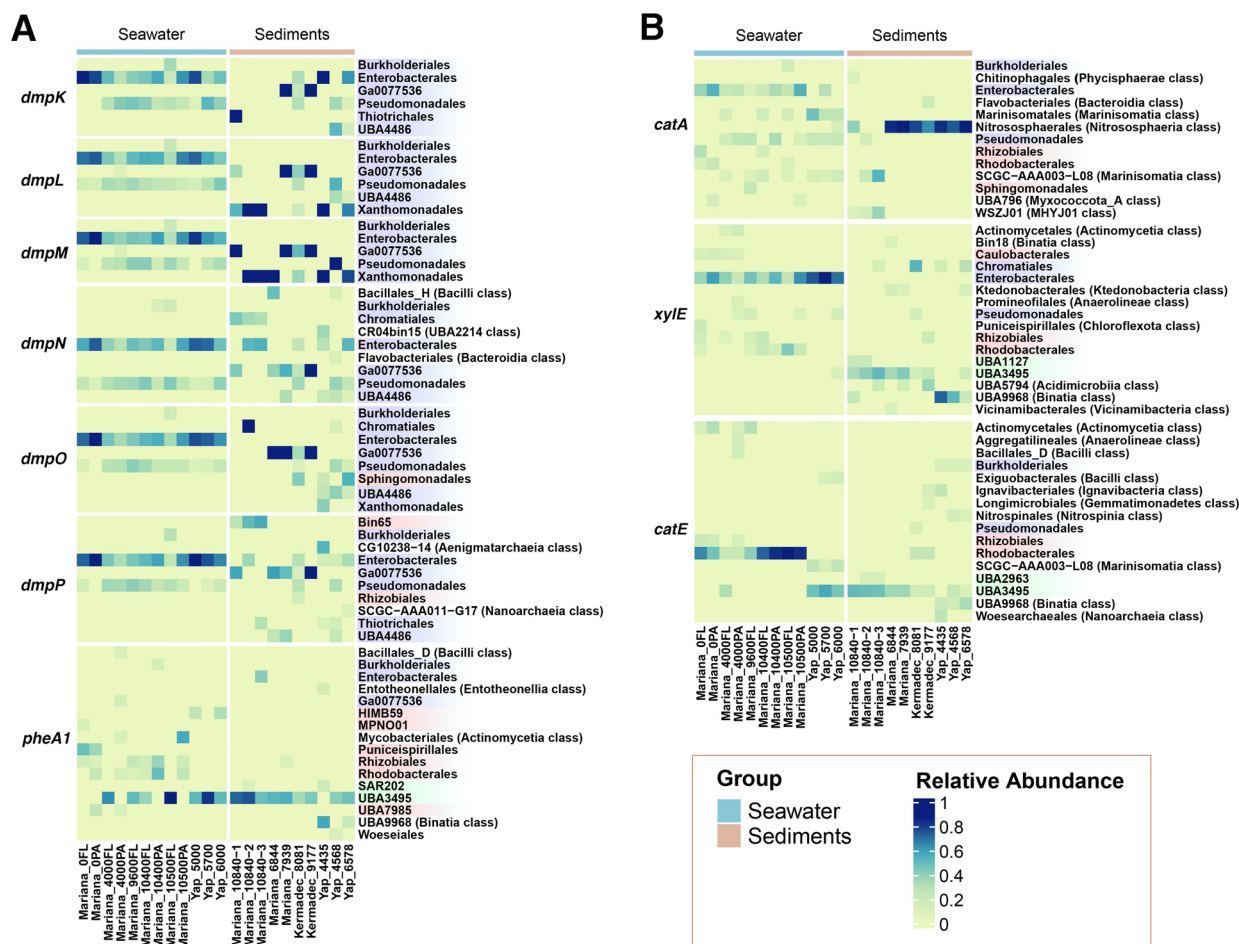 A
Seawater
Sediments
dmpK
Burkholderiales
Enterobacterales
Ga0077536
Pseudomonadales
Thiotrichales
UBA4486
dmpL
Burkholderiales
Enterobacterales
Ga0077536
Pseudomonadales
UBA4486
Xanthomonadales
dmpM
Burkholderiales
Enterobacterales
Ga0077536
Pseudomonadales
Xanthomonadales
dmpN
Bacillales_H (Bacilli class)
Burkholderiales
Chromatiales
CR04bin15 (UBA2214 class)
Enterobacterales
Flavobacteriales (Bacteroidia class)
Ga0077536
Pseudomonadales
UBA4486
dmpO
Burkholderiales
Chromatiales
Enterobacterales
Ga0077536
Pseudomonadales
Sphingomonadales
UBA4486
Xanthomonadales
dmpP
Bin65
Burkholderiales
CG10238−14 (Aenigmatarchaeia class)
Enterobacterales
Ga0077536
Pseudomonadales
Rhizobiales
SCGC−AAA011−G17 (Nanoarchaeia class)
Thiotrichales
UBA4486
pheA1
Bacillales_D (Bacilli class)
Burkholderiales
Enterobacterales
Entotheonellales (Entotheonellia class)
Ga0077536
HIMB59
MPNO01
Mycobacteriales (Actinomycetia class)
Puniceispirillales
Rhizobiales
Rhodobacterales
SAR202
UBA3495
UBA7985
UBA9968 (Binatia class)
Woeseiales
Mariana_0FL
Mariana_0PA
Mariana_4000FL
Mariana_4000PA
Mariana_9600FL
Mariana_10400FL
Mariana_10400PA
Mariana_10500FL
Mariana_10500PA
Yap_5000
Yap_5700
Yap_6000
Mariana_10840-1
Mariana_10840-2
Mariana_10840-3
Mariana_6844
Mariana_7939
Kermadec_8081
Kermadec_9177
Yap_4435
Yap_4568
Yap_6578
B
Seawater
Sediments
catA
Burkholderiales
Chitinophagales (Phycisphaerae class)
Enterobacterales
Flavobacteriales (Bacteroidia class)
Marinisomatales (Marinisomatia class)
Nitrososphaerales (Nitrososphaeria class)
Pseudomonadales
Rhizobiales
Rhodobacterales
SCGC−AAA003−L08 (Marinisomatia class)
Sphingomonadales
UBA796 (Myxococcota_A class)
WSZJ01 (MHYJ01 class)
xylE
Actinomycetales (Actinomycetia class)
Bin18 (Binatia class)
Caulobacterales
Chromatiales
Enterobacterales
Ktedonobacterales (Ktedonobacteria class)
Promineofilales (Anaerolineae class)
Pseudomonadales
Puniceispirillales (Chloroflexota class)
Rhizobiales
Rhodobacterales
UBA1127
UBA3495
UBA5794 (Acidimicrobiia class)
UBA9968 (Binatia class)
Vicinamibacterales (Vicinamibacteria class)
catE
Actinomycetales (Actinomycetia class)
Aggregatilineales (Anaerolineae class)
Bacillales_D (Bacilli class)
Burkholderiales
Exiguobacterales (Bacilli class)
Ignavibacteriales (Ignavibacteria class)
Longimicrobiales (Gemmatimonadetes class)
Nitrospinales (Nitrospinia class)
Pseudomonadales
Rhizobiales
Rhodobacterales
SCGC−AAA003−L08 (Marinisomatia class)
UBA2963
UBA3495
UBA9968 (Binatia class)
Woesearchaeales (Nanoarchaeia class)
Mariana_0FL
Mariana_0PA
Mariana_4000FL
Mariana_4000PA
Mariana_9600FL
Mariana_10400FL
Mariana_10400PA
Mariana_10500FL
Mariana_10500PA
Yap_5000
Yap_5700
Yap_6000
Mariana_10840-1
Mariana_10840-2
Mariana_10840-3
Mariana_6844
Mariana_7939
Kermadec_8081
Kermadec_9177
Yap_4435
Yap_4568
Yap_6578
Group
Seawater
Sediments
Relative Abundance
1
0.8
0.6
0.4
0.2
0